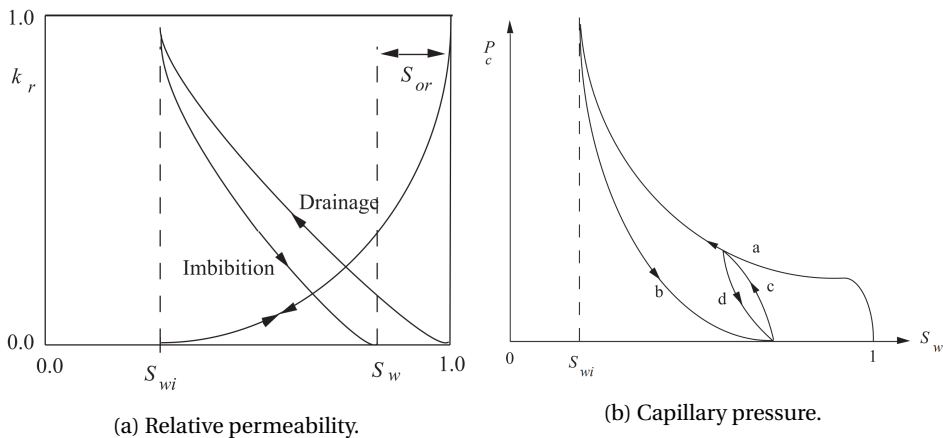 1.0
k r
S or
Drainage
Imbibition
0.0
0.0
S wi
S w
1.0
(a) Relative permeability.
P c
a
b
c
d
0
S wi
1
S w
(b) Capillary pressure.